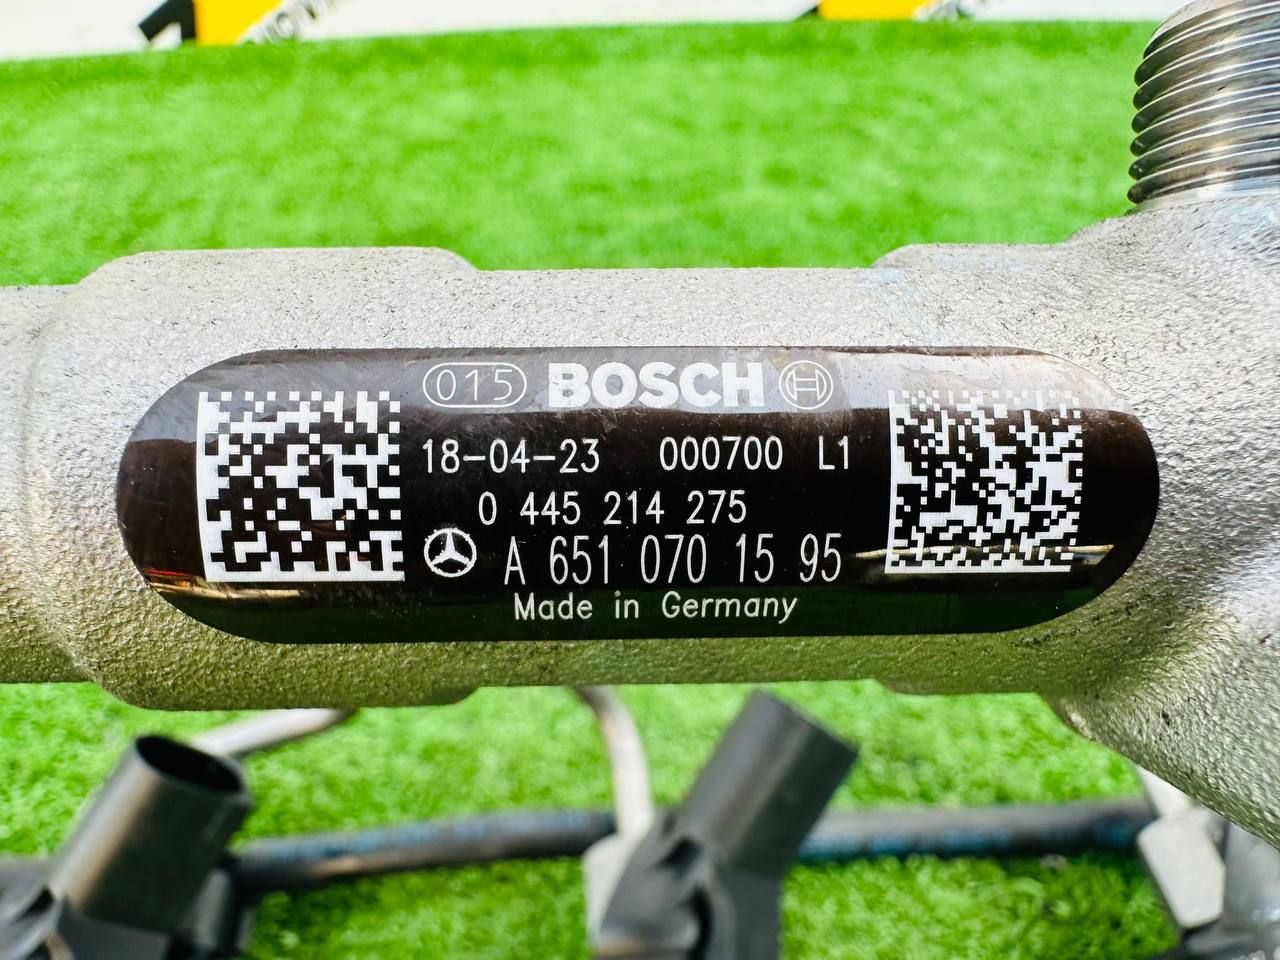 015 BOSCH
18-04-23 000700 L1
0 445 214 275
A 651 070 15 95
Made in Germany